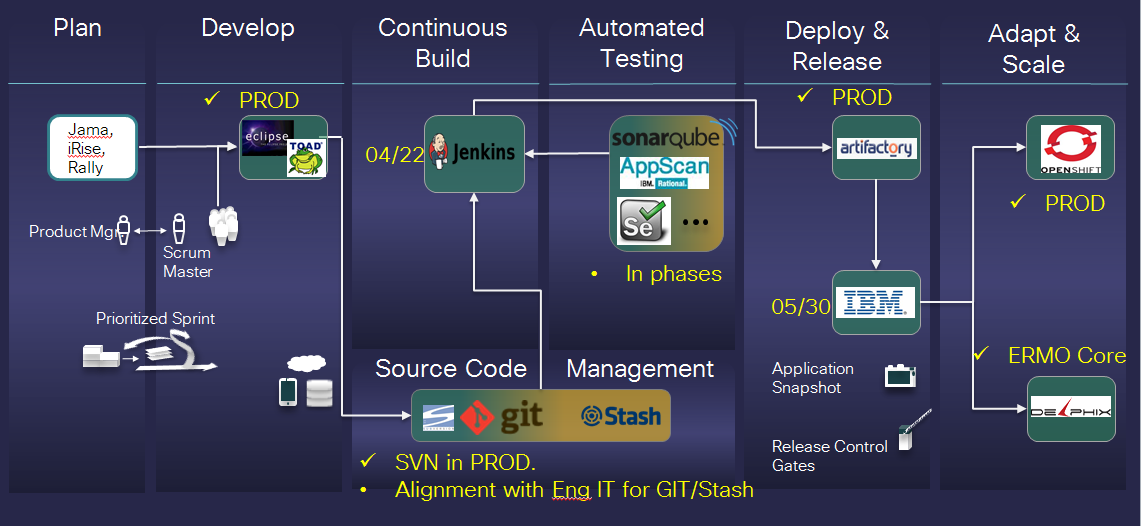 Plan
Develop
Continuous
Build
Automated
Testing
Deploy &
Release
Adapt &
Scale
✓ PROD
✓ PROD
Jama,
iRise,
Rally
eclipse
TOAD
04/22
Jenkins
sonarqube
AppScan
IBM. Rational.
Se
...
artifactory
OPENSHIFT
✓ PROD
Product Mgr.
Scrum
Master
• In phases
05/30
IBM
Prioritized Sprint
✓ ERMO Core
Source Code Management
Application
Snapshot
git
Stash
DELPHIX
Release Control
Gates
✓ SVN in PROD.
• Alignment with Eng IT for GIT/Stash